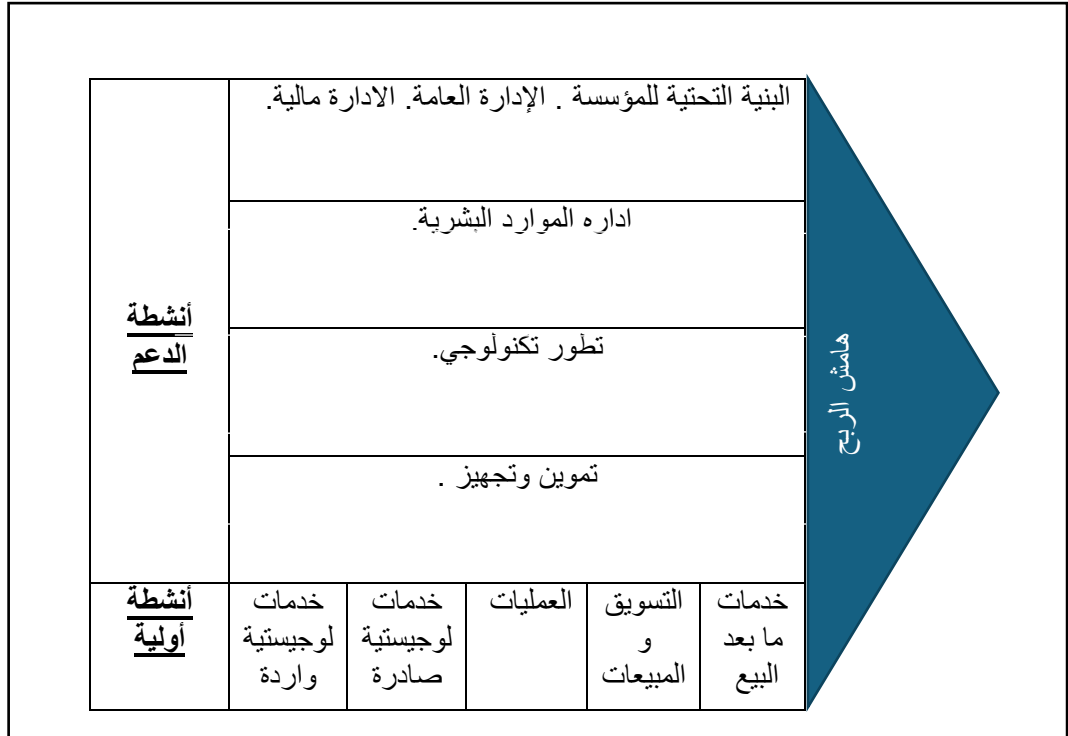 البنية التحتية للمؤسسة . الإدارة العامة. الادارة مالية.
اداره الموارد البشرية.
تطور تكنولوجي.
تموين وتجهيز .
أنشطة
الدعم
هامش الربح
أنشطة
أولية
خدمات
لوجيستية
واردة
خدمات
لوجيستية
صادرة
العمليات
التسويق
و
المبيعات
خدمات
ما بعد
البيع